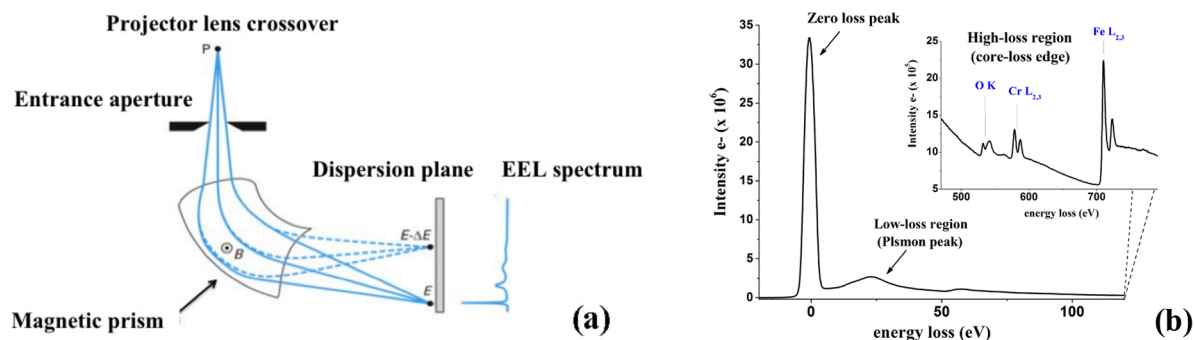 Projector lens crossover
P
Entrance aperture
Dispersion plane
EEL spectrum
E-ΔE
B
E
Magnetic prism
(a)
Intensity e- (x 10⁶)
35
30
25
20
15
10
5
0
Zero loss peak
Low-loss region
(Plsmon peak)
0
50
100
energy loss (eV)
High-loss region
(core-loss edge)
Fe L₂,₃
O K
Cr L₂,₃
Intensity e- (x 10⁵)
25
20
15
10
5
500
600
700
energy loss (eV)
(b)